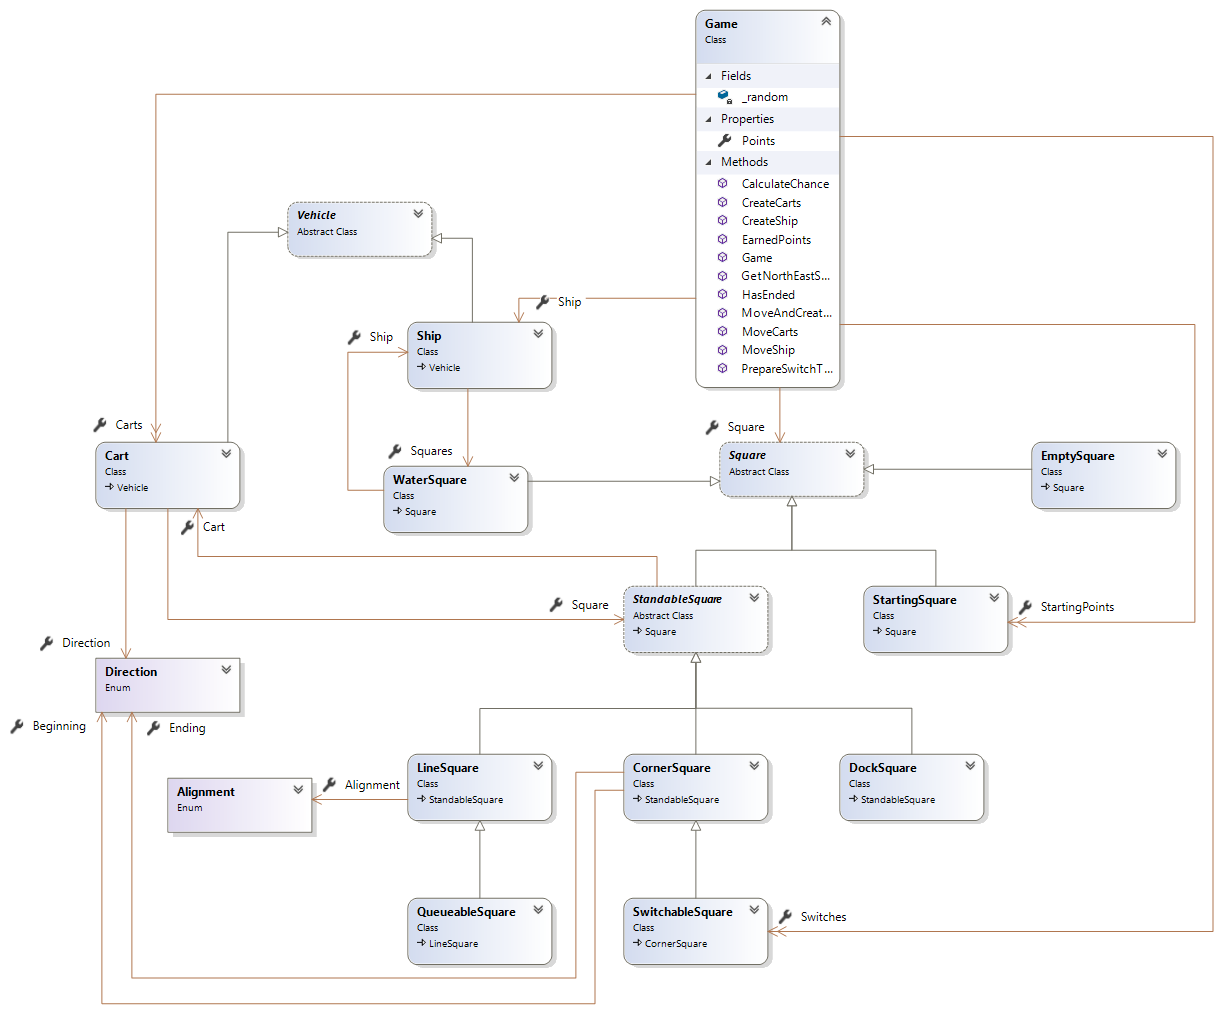 Game
Class
Fields
_random
Properties
Points
Methods
CalculateChance
CreateCarts
CreateShip
EarnedPoints
Game
GetNorthEastS...
HasEnded
MoveAndCreat...
MoveCarts
MoveShip
PrepareSwitchT...
Vehicle
Abstract Class
Ship
Ship
Ship
Class
Vehicle
Carts
Cart
Class
Vehicle
Squares
WaterSquare
Class
Square
Square
Square
Abstract Class
EmptySquare
Class
Square
Cart
Square
StandableSquare
Abstract Class
Square
StartingSquare
Class
Square
StartingPoints
Direction
Direction
Enum
Beginning
Ending
Alignment
Enum
Alignment
LineSquare
Class
StandableSquare
CornerSquare
Class
StandableSquare
DockSquare
Class
StandableSquare
QueueableSquare
Class
LineSquare
SwitchableSquare
Class
CornerSquare
Switches